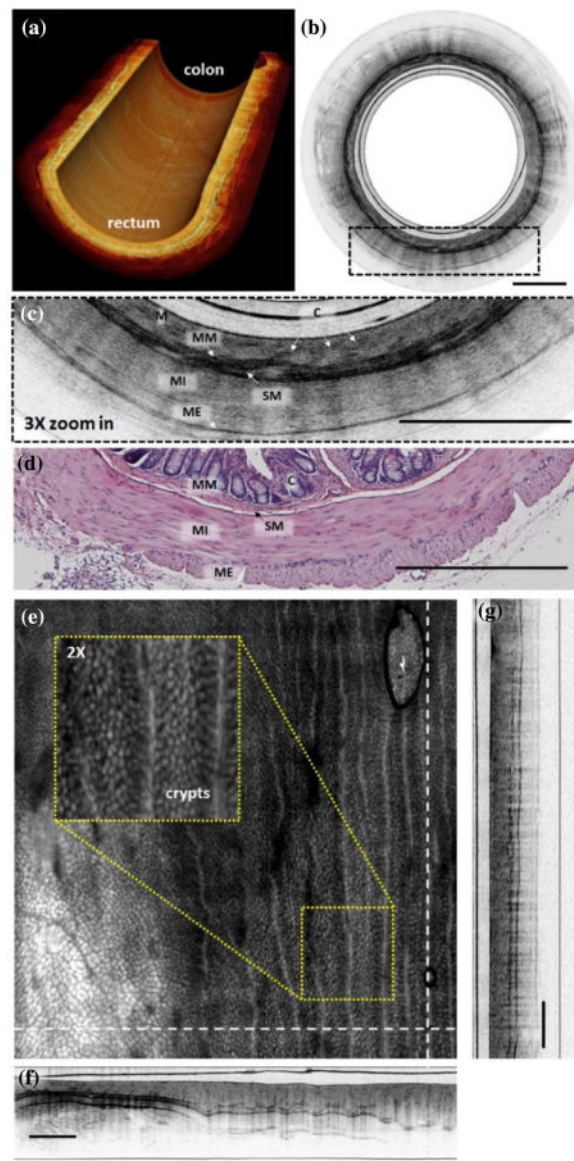 (a)
colon
rectum
(b)
(c)
M
C
MM
MI
SM
ME
3X zoom in
(d)
MM
C
SM
MI
ME
(e)
2X
crypts
(g)
(f)